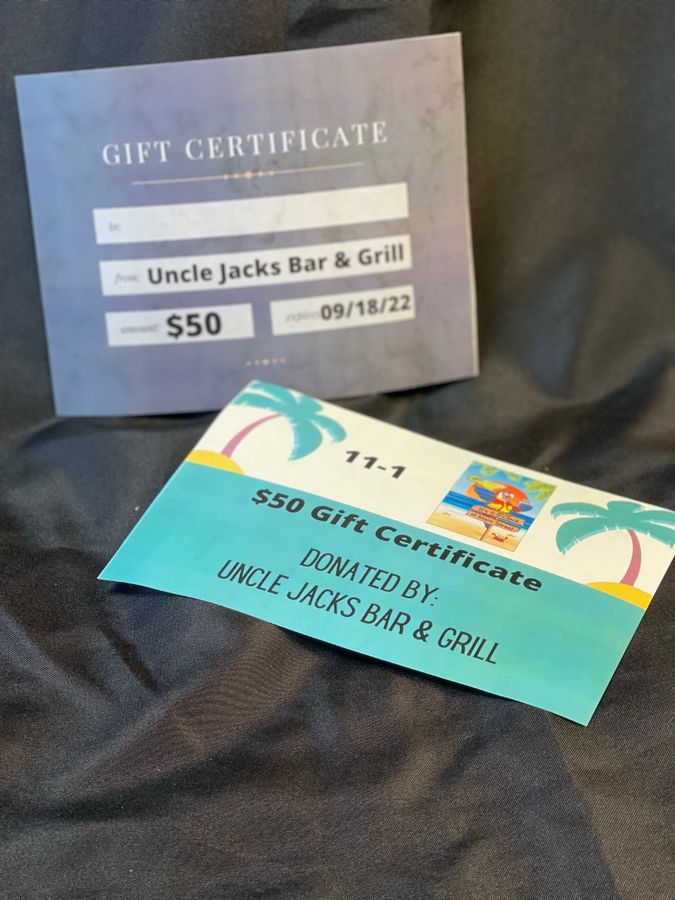 GIFT CERTIFICATE
to:
from: Uncle Jacks Bar & Grill
amount: $50
expires 09/18/22
11-1
$50 Gift Certificate
DONATED BY:
UNCLE JACKS BAR & GRILL